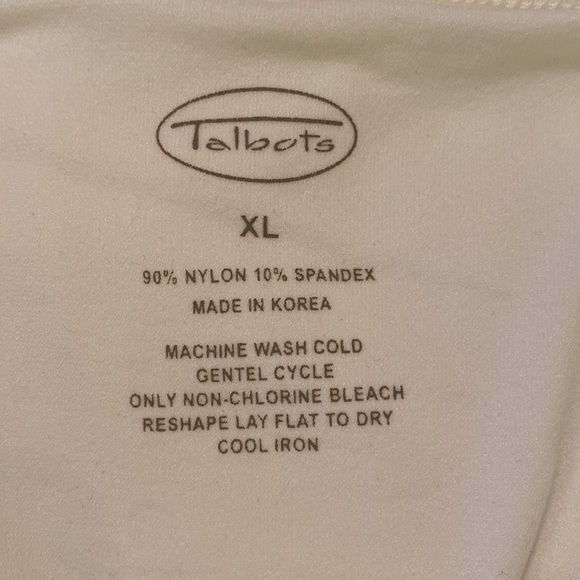 Talbots
XL
90% NYLON 10% SPANDEX
MADE IN KOREA
MACHINE WASH COLD
GENTEL CYCLE
ONLY NON-CHLORINE BLEACH
RESHAPE LAY FLAT TO DRY
COOL IRON